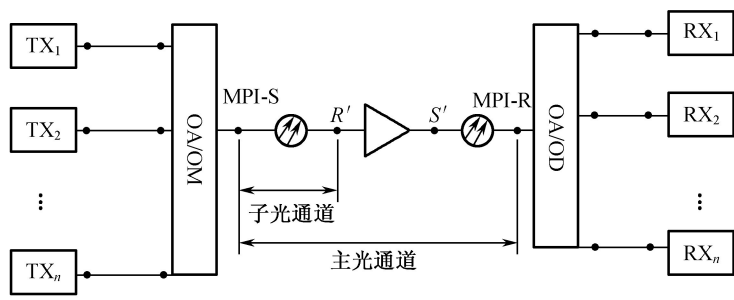 TX₁
TX₂
⋮
TXₙ
OA/OM
MPI-S
R′
S′
MPI-R
子光通道
主光通道
OA/OD
RX₁
RX₂
⋮
RXₙ